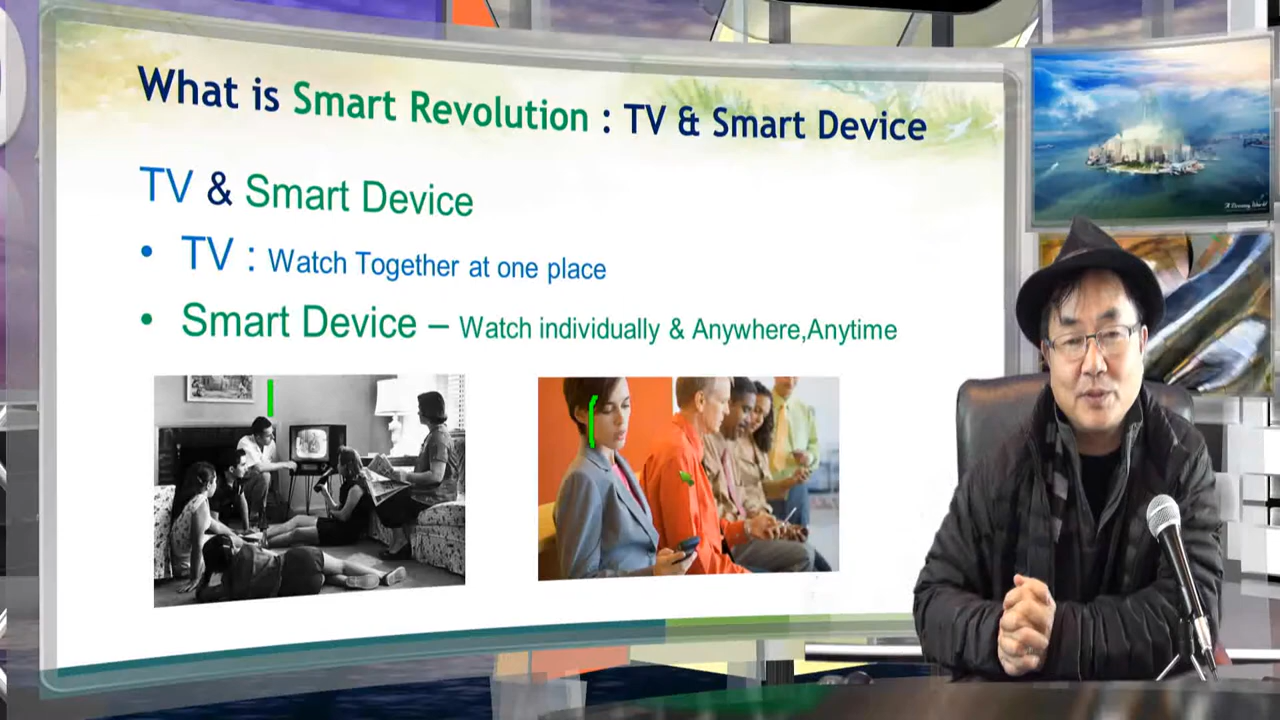 What is Smart Revolution : TV & Smart Device
TV & Smart Device
• TV : Watch Together at one place
• Smart Device – Watch individually & Anywhere,Anytime